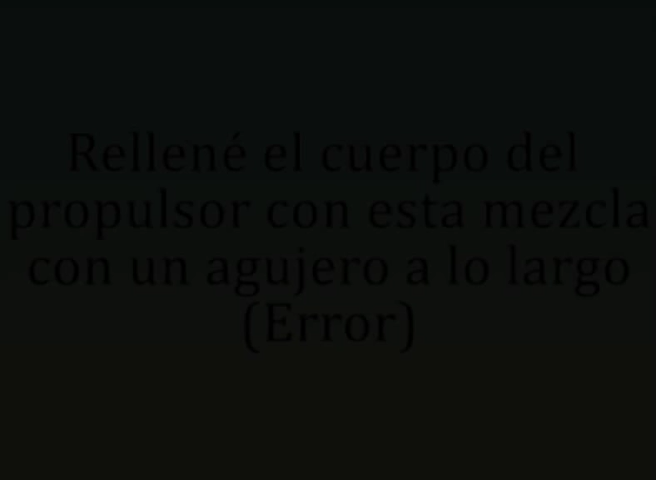 Rellené el cuerpo del
propulsor con esta mezcla
con un agujero a lo largo
(Error)